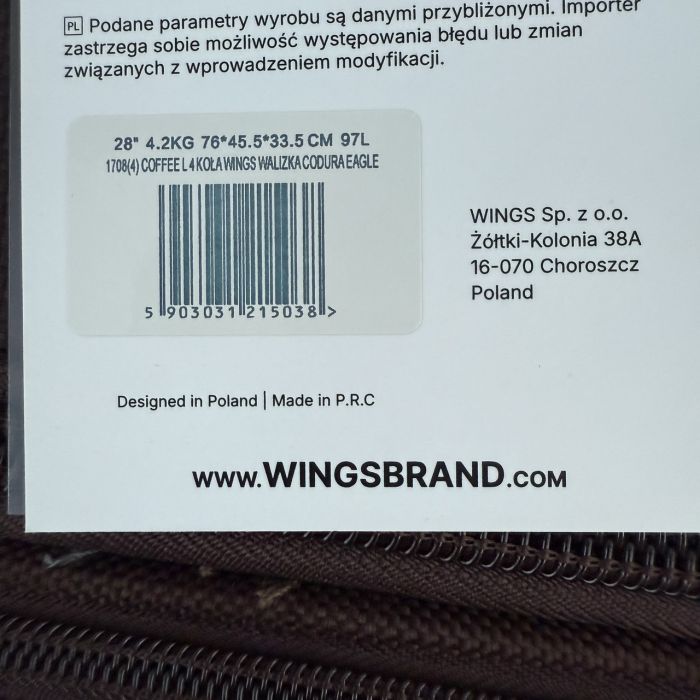 PL Podane parametry wyrobu są danymi przybliżonymi. Importer
zastrzega sobie możliwość występowania błędu lub zmian
związanych z wprowadzeniem modyfikacji.
28" 4.2KG 76*45.5*33.5 CM 97L
1708(4) COFFEE L 4 KOŁA WINGS WALIZKA CODURA EAGLE
5 903031 215038 >
WINGS Sp. z o.o.
Żółtki-Kolonia 38A
16-070 Choroszcz
Poland
Designed in Poland | Made in P.R.C
WWW.WINGSBRAND.COM